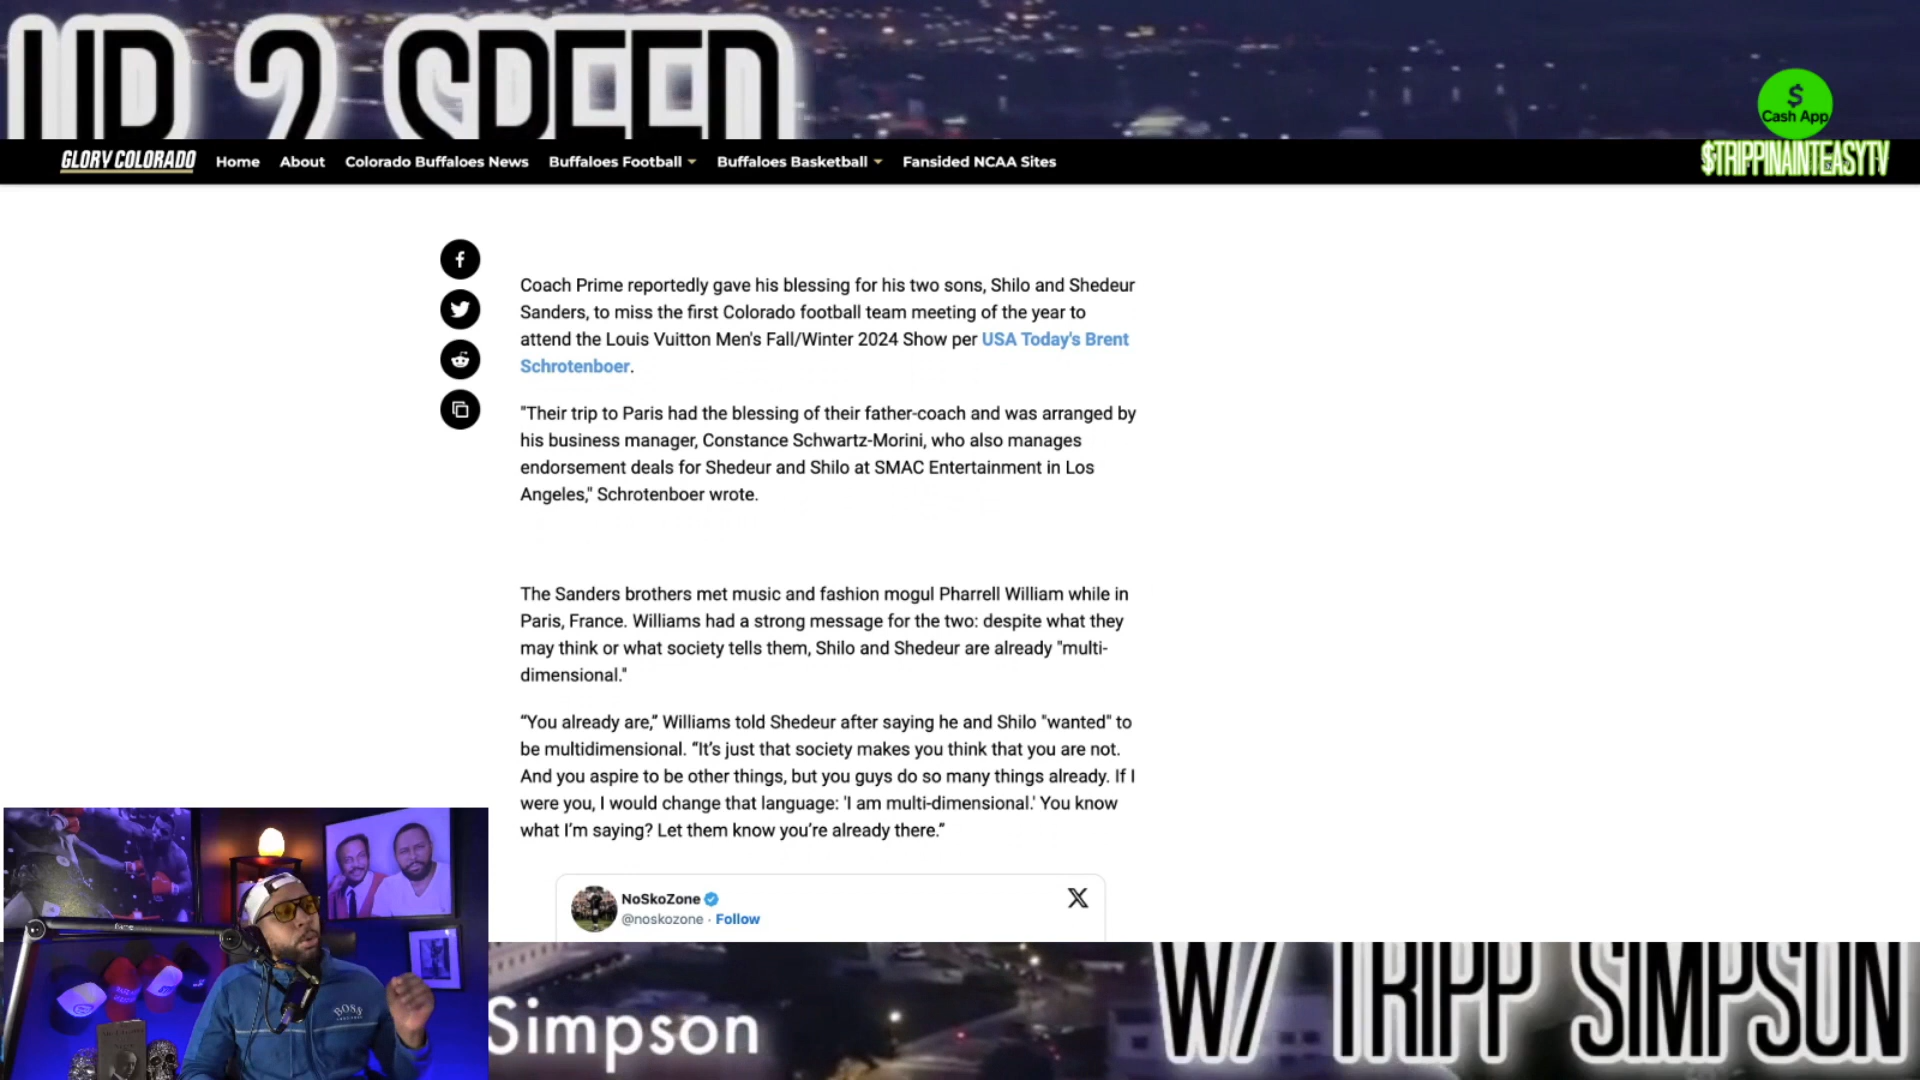 UP 2 SPEED
$
Cash App
$TRIPPINAINTEASYTV
GLORY COLORADO Home About Colorado Buffaloes News Buffaloes Football Buffaloes Basketball Fansided NCAA Sites
Coach Prime reportedly gave his blessing for his two sons, Shilo and Shedeur
Sanders, to miss the first Colorado football team meeting of the year to
attend the Louis Vuitton Men's Fall/Winter 2024 Show per USA Today's Brent
Schrotenboer.
"Their trip to Paris had the blessing of their father-coach and was arranged by
his business manager, Constance Schwartz-Morini, who also manages
endorsement deals for Shedeur and Shilo at SMAC Entertainment in Los
Angeles," Schrotenboer wrote.
The Sanders brothers met music and fashion mogul Pharrell William while in
Paris, France. Williams had a strong message for the two: despite what they
may think or what society tells them, Shilo and Shedeur are already "multi-
dimensional."
“You already are,” Williams told Shedeur after saying he and Shilo "wanted" to
be multidimensional. “It’s just that society makes you think that you are not.
And you aspire to be other things, but you guys do so many things already. If I
were you, I would change that language: 'I am multi-dimensional.' You know
what I’m saying? Let them know you’re already there.”
NoSkoZone
@noskozone · Follow
BOSS
Simpson
W/ TRIPP SIMPSON